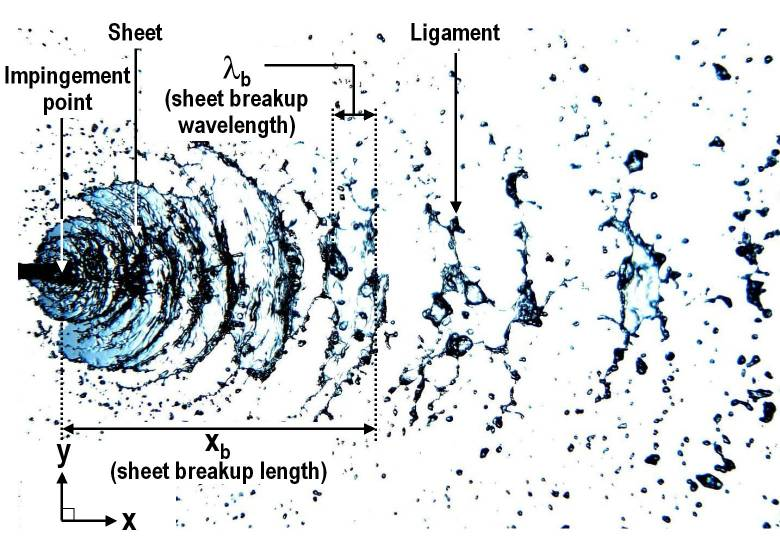 Sheet
Ligament
Impingement
point
λb
(sheet breakup
wavelength)
xb
(sheet breakup length)
y
x